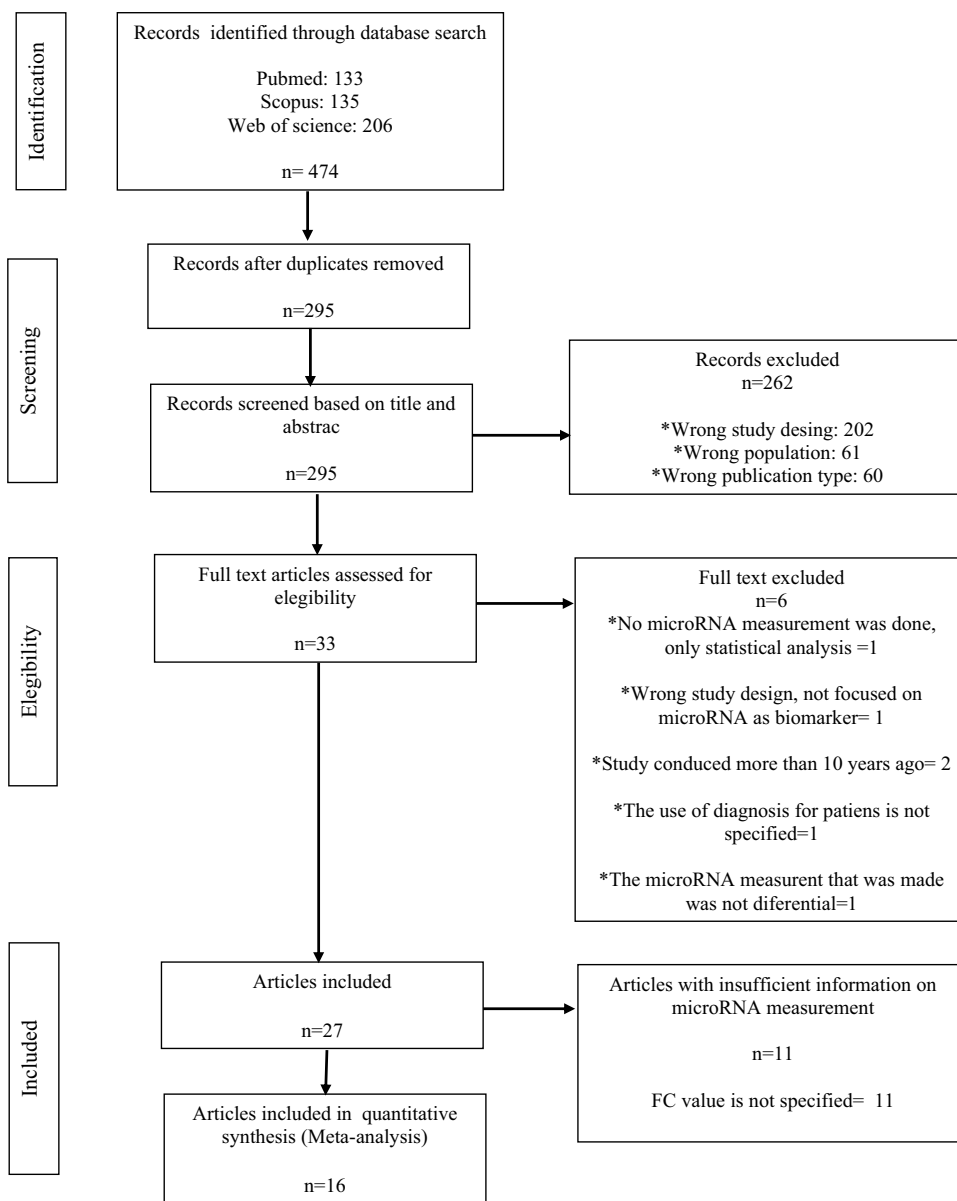 Identification
Records identified through database search
Pubmed: 133
Scopus: 135
Web of science: 206
n= 474
Screening
Records after duplicates removed
n=295
Records screened based on title and
abstrac
n=295
Records excluded
n=262
*Wrong study desing: 202
*Wrong population: 61
*Wrong publication type: 60
Elegibility
Full text articles assessed for
elegibility
n=33
Full text excluded
n=6
*No microRNA measurement was done,
only statistical analysis =1
*Wrong study design, not focused on
microRNA as biomarker= 1
*Study conduced more than 10 years ago= 2
*The use of diagnosis for patiens is not
specified=1
*The microRNA measurent that was made
was not diferential=1
Included
Articles included
n=27
Articles with insufficient information on
microRNA measurement
n=11
FC value is not specified= 11
Articles included in quantitative
synthesis (Meta-analysis)
n=16